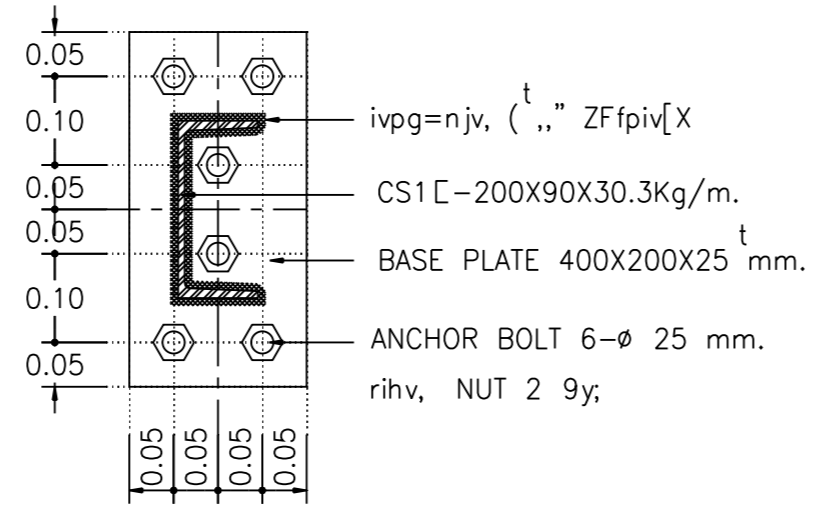 0.05
0.10
0.05
0.05
0.10
0.05
ivpg=njv, ( t ,,” ZFfpiv[X
CS1 [-200X90X30.3Kg/m.
BASE PLATE 400X200X25 t mm.
ANCHOR BOLT 6-ø 25 mm.
rihv, NUT 2 9y;
0.05
0.05
0.05
0.05